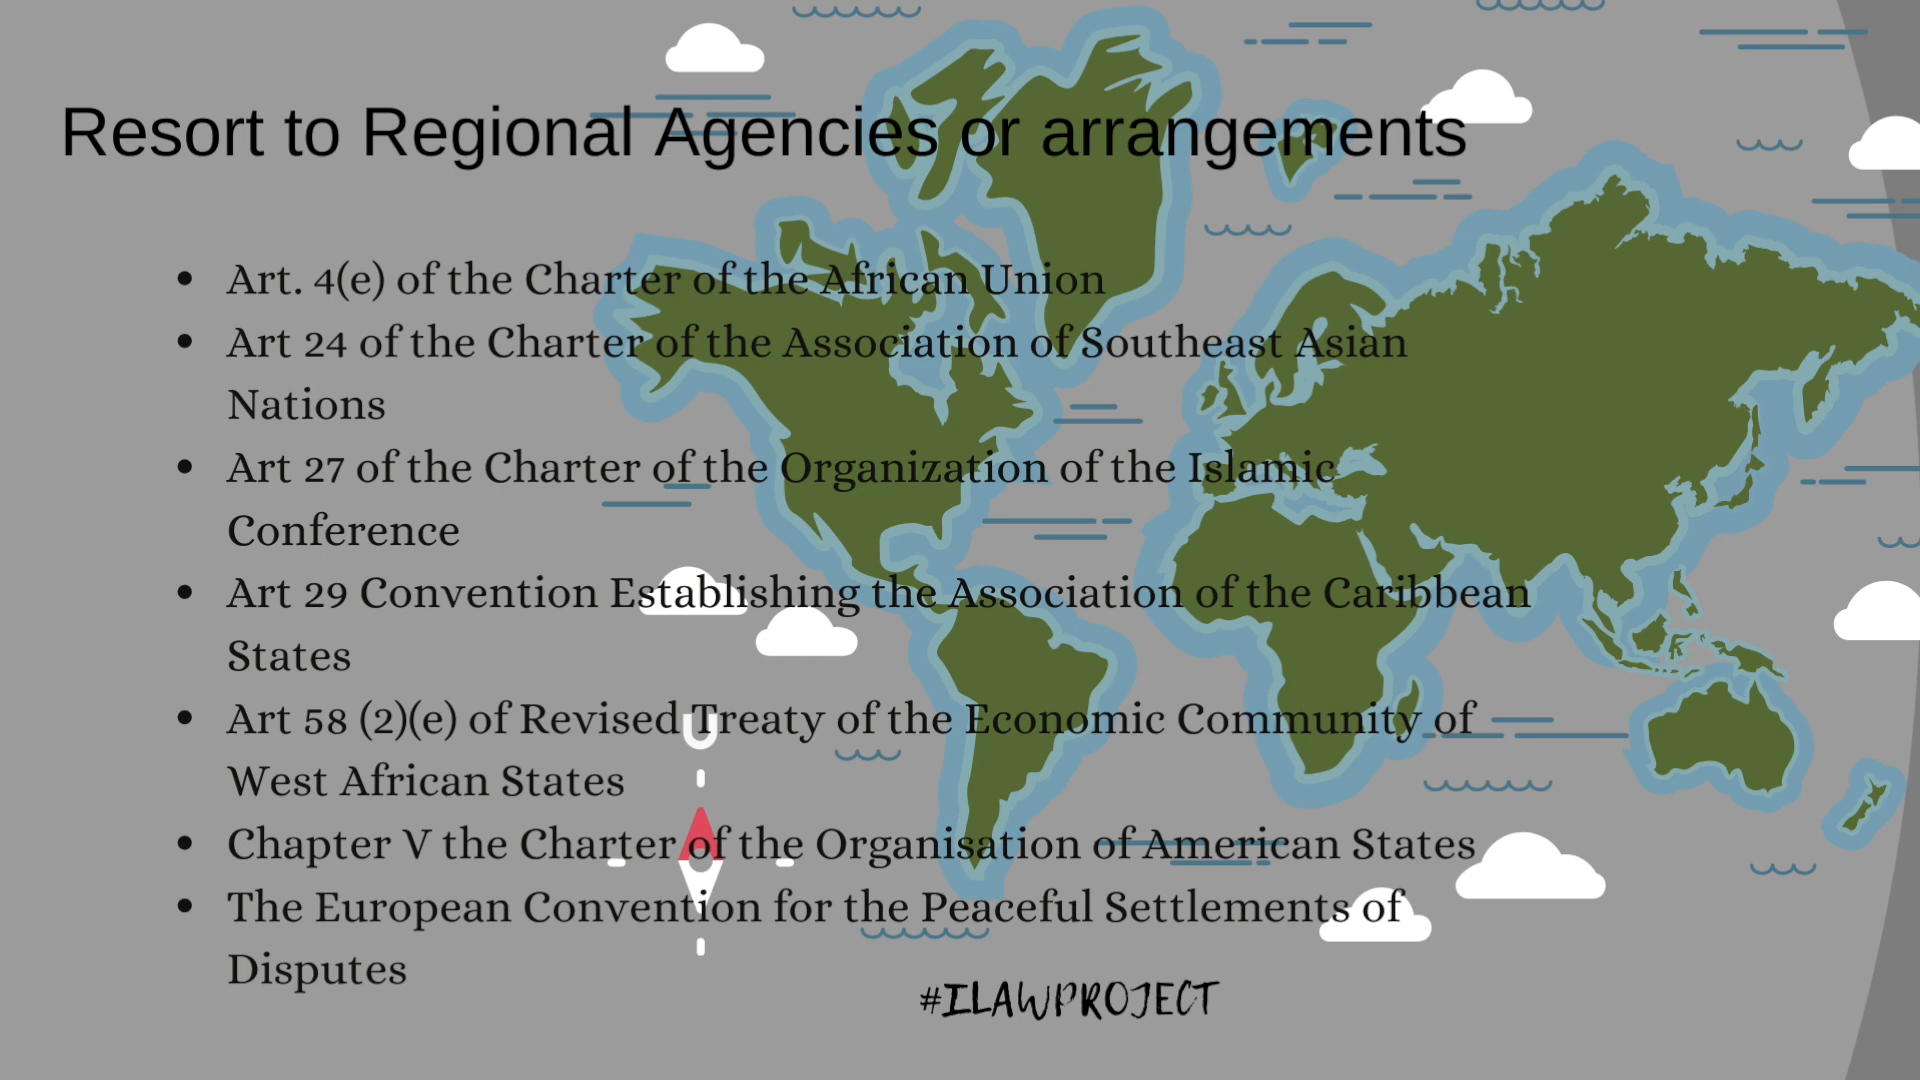 Resort to Regional Agencies or arrangements
• Art. 4(e) of the Charter of the African Union
• Art 24 of the Charter of the Association of Southeast Asian
Nations
• Art 27 of the Charter of the Organization of the Islamic
Conference
• Art 29 Convention Establishing the Association of the Caribbean
States
• Art 58 (2)(e) of Revised Treaty of the Economic Community of
West African States
• Chapter V the Charter of the Organisation of American States
• The European Convention for the Peaceful Settlements of
Disputes
#ILAWPROJECT